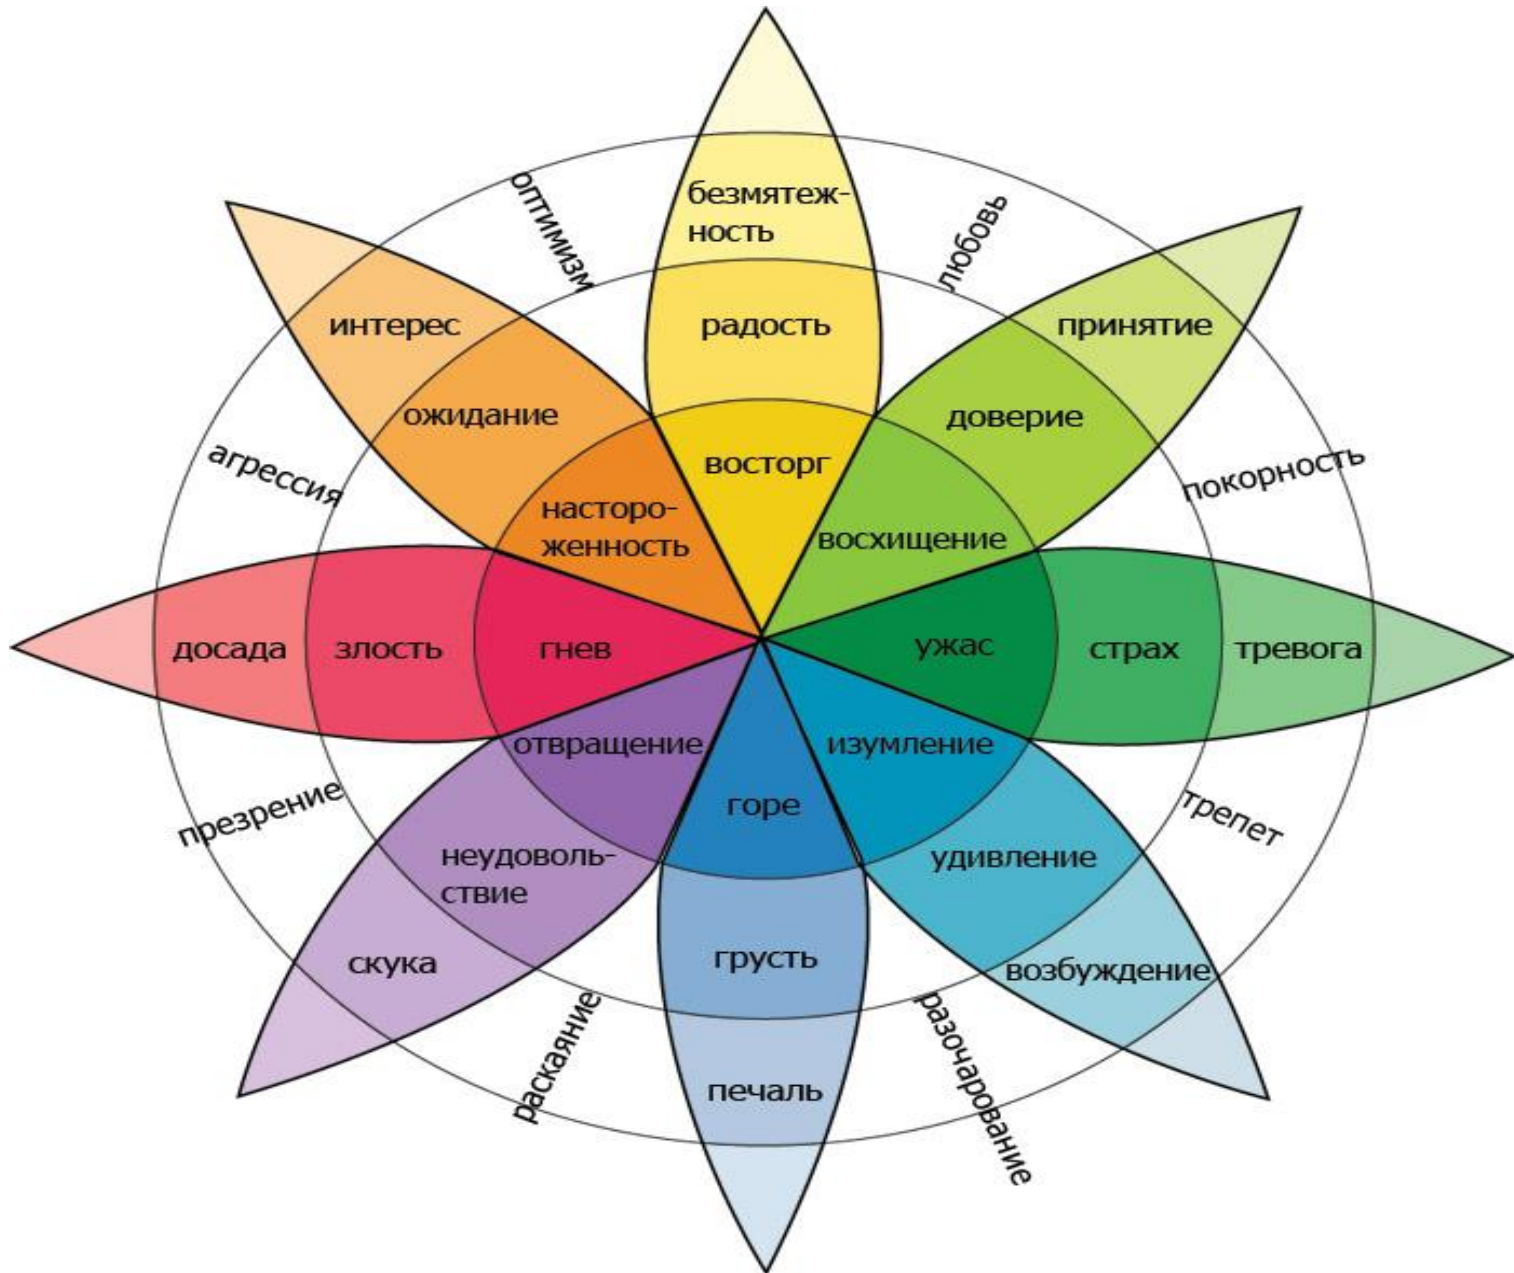 оптимизм
безмятеж-
ность
любовь
интерес
радость
принятие
ожидание
доверие
агрессия
восторг
покорность
насторо-
женность
восхищение
досада
злость
гнев
ужас
страх
тревога
отвращение
изумление
презрение
горе
трепет
неудоволь-
ствие
удивление
скука
грусть
возбуждение
раскаяние
разочарование
печаль